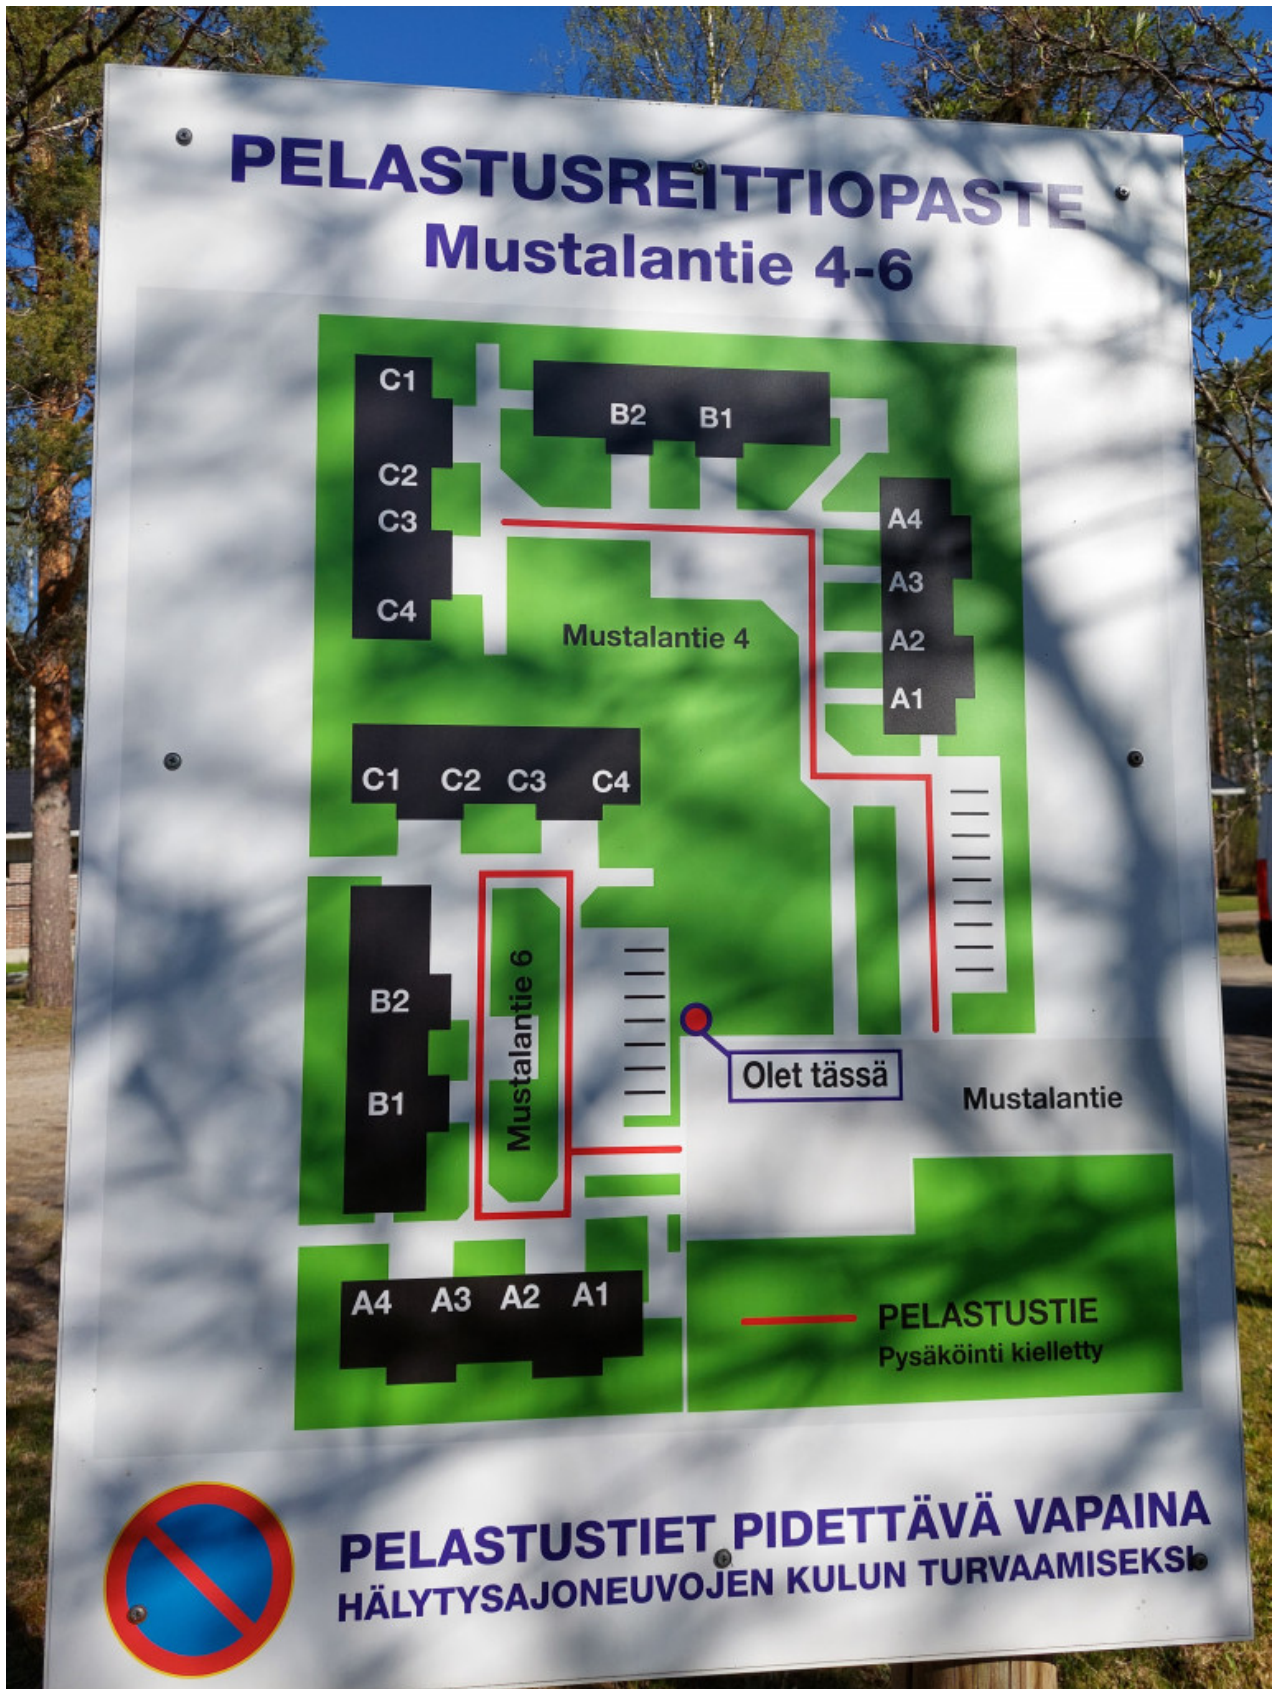 PELASTUSREITTIOPASTE
Mustalantie 4-6
C1
B2 B1
C2
C3
A4
A3
C4
Mustalantie 4
A2
A1
C1 C2 C3 C4
B2
Mustalantie 6
B1
Olet tässä
Mustalantie
A4 A3 A2 A1
PELASTUSTIE
Pysäköinti kielletty
PELASTUSTIET PIDETTÄVÄ VAPAINA
HÄLYTYSAJONEUVOJEN KULUN TURVAAMISEKSI